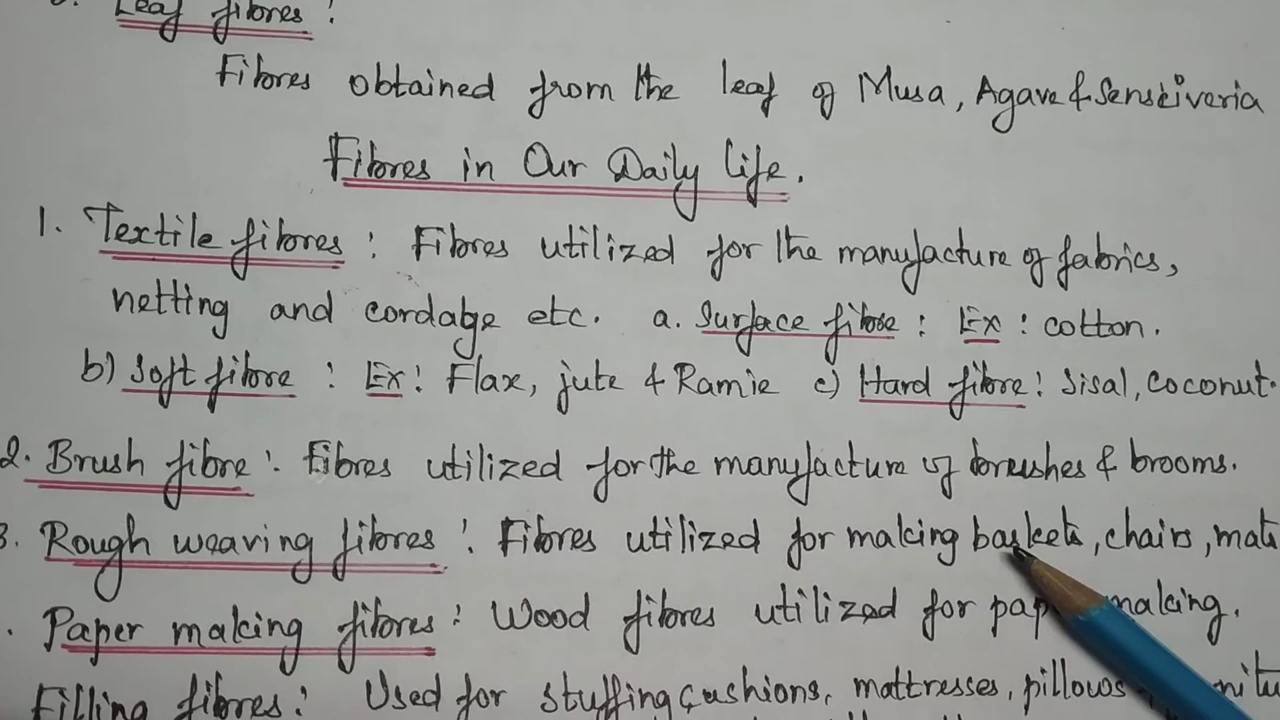 Leaf fibres :
Fibres obtained from the leaf of Musa, Agave & Sensiveria
Fibres in Our Daily life.
1. Textile fibres : Fibres utilized for the manufacture of fabrics,
netting and cordage etc. a. Surface fibre : Ex : cotton.
b) Soft fibre : Ex : Flax, jute & Ramie c) Hard fibre : Sisal, coconut.
2. Brush fibre : Fibres utilized for the manufacture of brushes & brooms.
3. Rough weaving fibres : Fibres utilized for making baskets, chairs, mats
. Paper making fibres : Wood fibres utilized for making.
Filling fibres : Used for stuffing cushions, mattresses, pillows